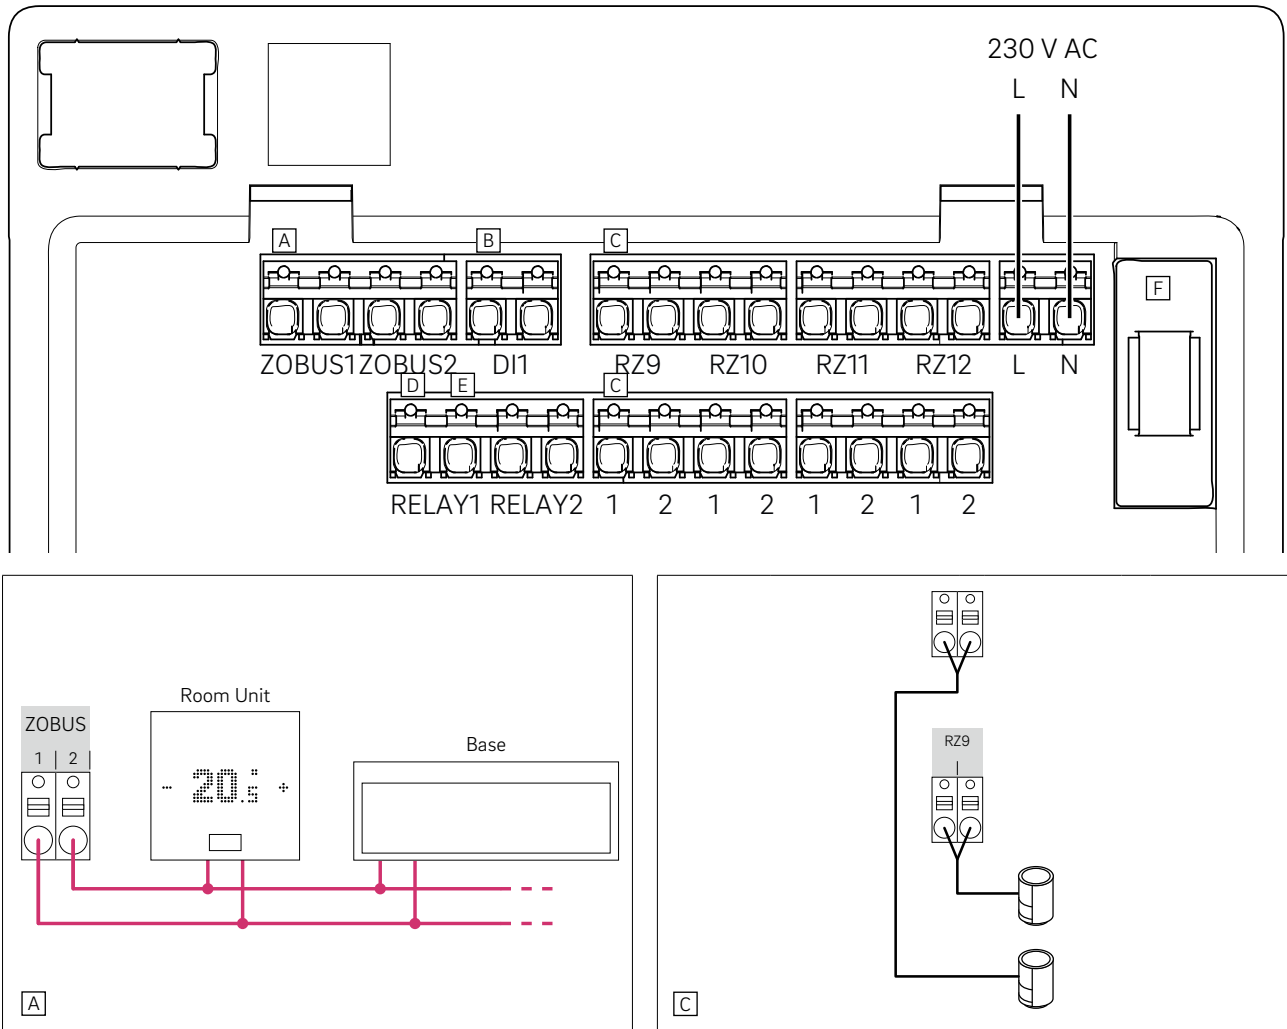 230 V AC
L N
A B C
F
ZOBUS1 ZOBUS2 DI1 RZ9 RZ10 RZ11 RZ12 L N
D E C
RELAY1 RELAY2 1 2 1 2 1 2 1 2
Room Unit
ZOBUS
1 2
Base
- 20.5 +
A
RZ9
C